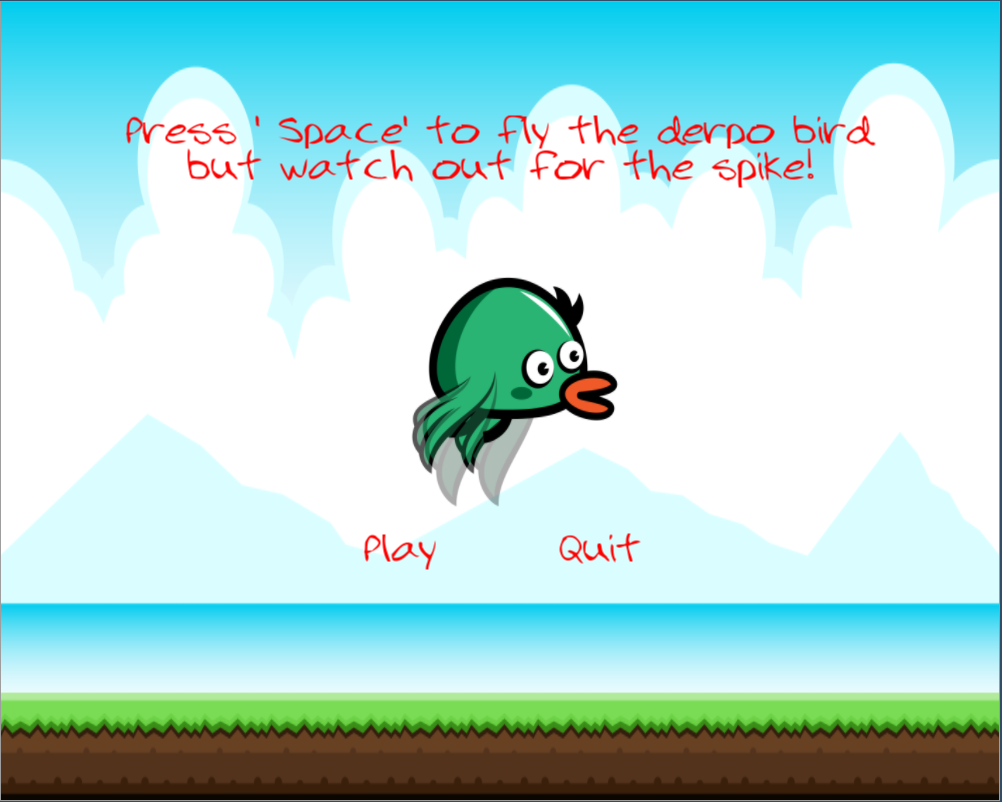 Press ' Space' to fly the derpo bird
but watch out for the spike!
Play Quit